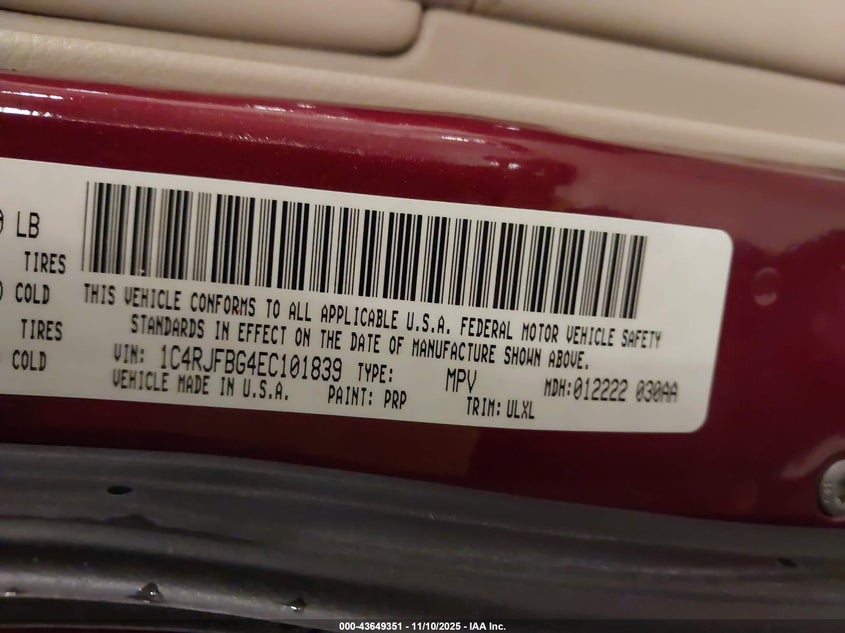 0 LB
TIRES
COLD
TIRES
COLD
THIS VEHICLE CONFORMS TO ALL APPLICABLE U.S.A. FEDERAL MOTOR VEHICLE SAFETY
STANDARDS IN EFFECT ON THE DATE OF MANUFACTURE SHOWN ABOVE.
VIN: 1C4RJFBG4EC101839 TYPE: MPV MDH:012222 030AA
VEHICLE MADE IN U.S.A. PAINT: PRP TRIM: ULXL
000-43649351 - 11/10/2025 - IAA Inc.